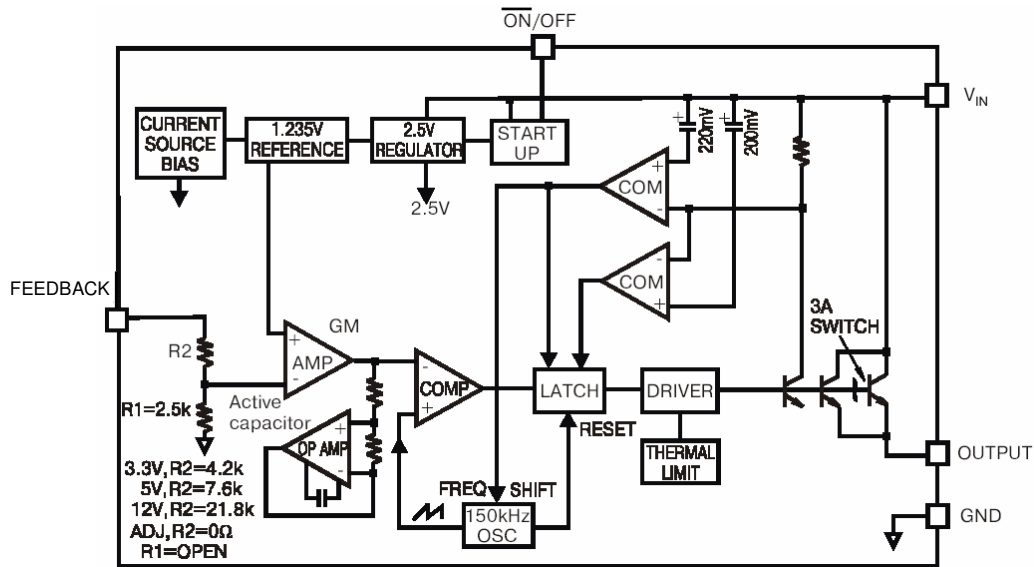 ON/OFF
VIN
CURRENT
SOURCE
BIAS
1.235V
REFERENCE
2.5V
REGULATOR
START
UP
220mV
200mV
2.5V
COM
COM
FEEDBACK
R2
R1=2.5k
GM
AMP
Active
capacitor
OP AMP
COMP
LATCH
DRIVER
3A
SWITCH
RESET
THERMAL
LIMIT
OUTPUT
GND
3.3V, R2=4.2k
5V, R2=7.6k
12V, R2=21.8k
ADJ, R2=0Ω
R1=OPEN
FREQ SHIFT
150kHz
OSC